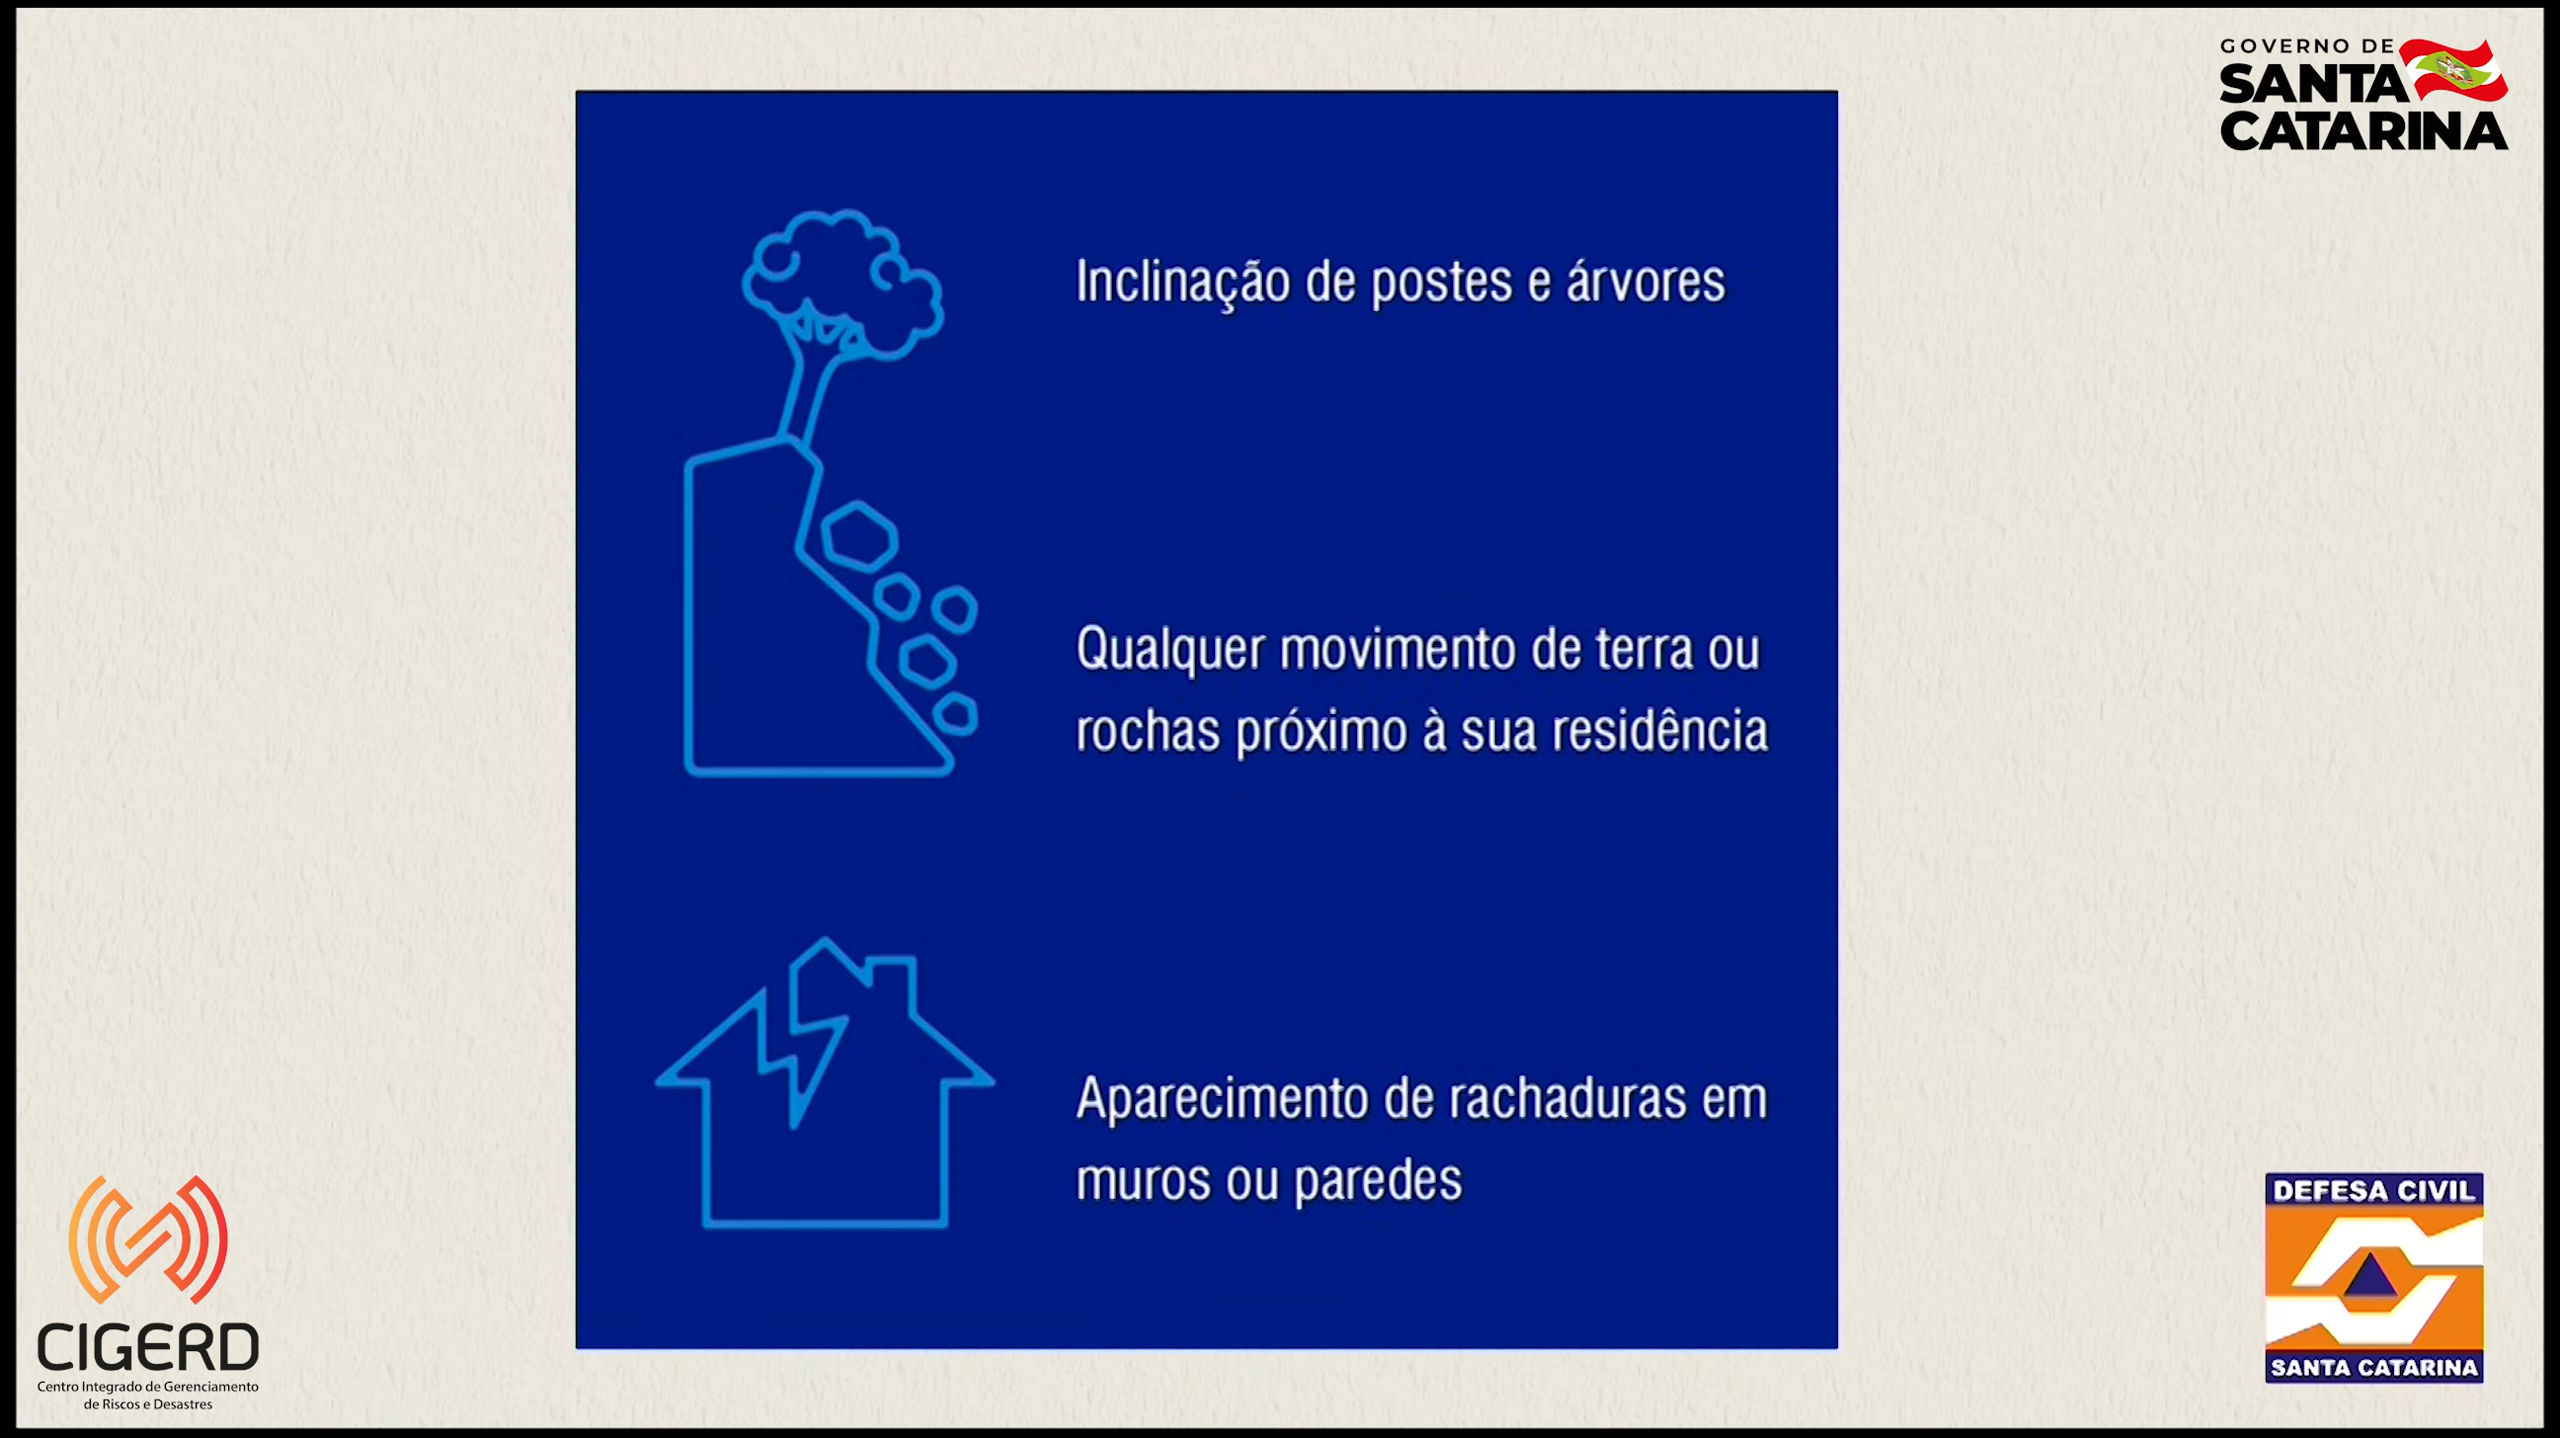 GOVERNO DE
SANTA
CATARINA
Inclinação de postes e árvores
Qualquer movimento de terra ou
rochas próximo à sua residência
Aparecimento de rachaduras em
muros ou paredes
CIGERD
Centro Integrado de Gerenciamento
de Riscos e Desastres
DEFESA CIVIL
SANTA CATARINA